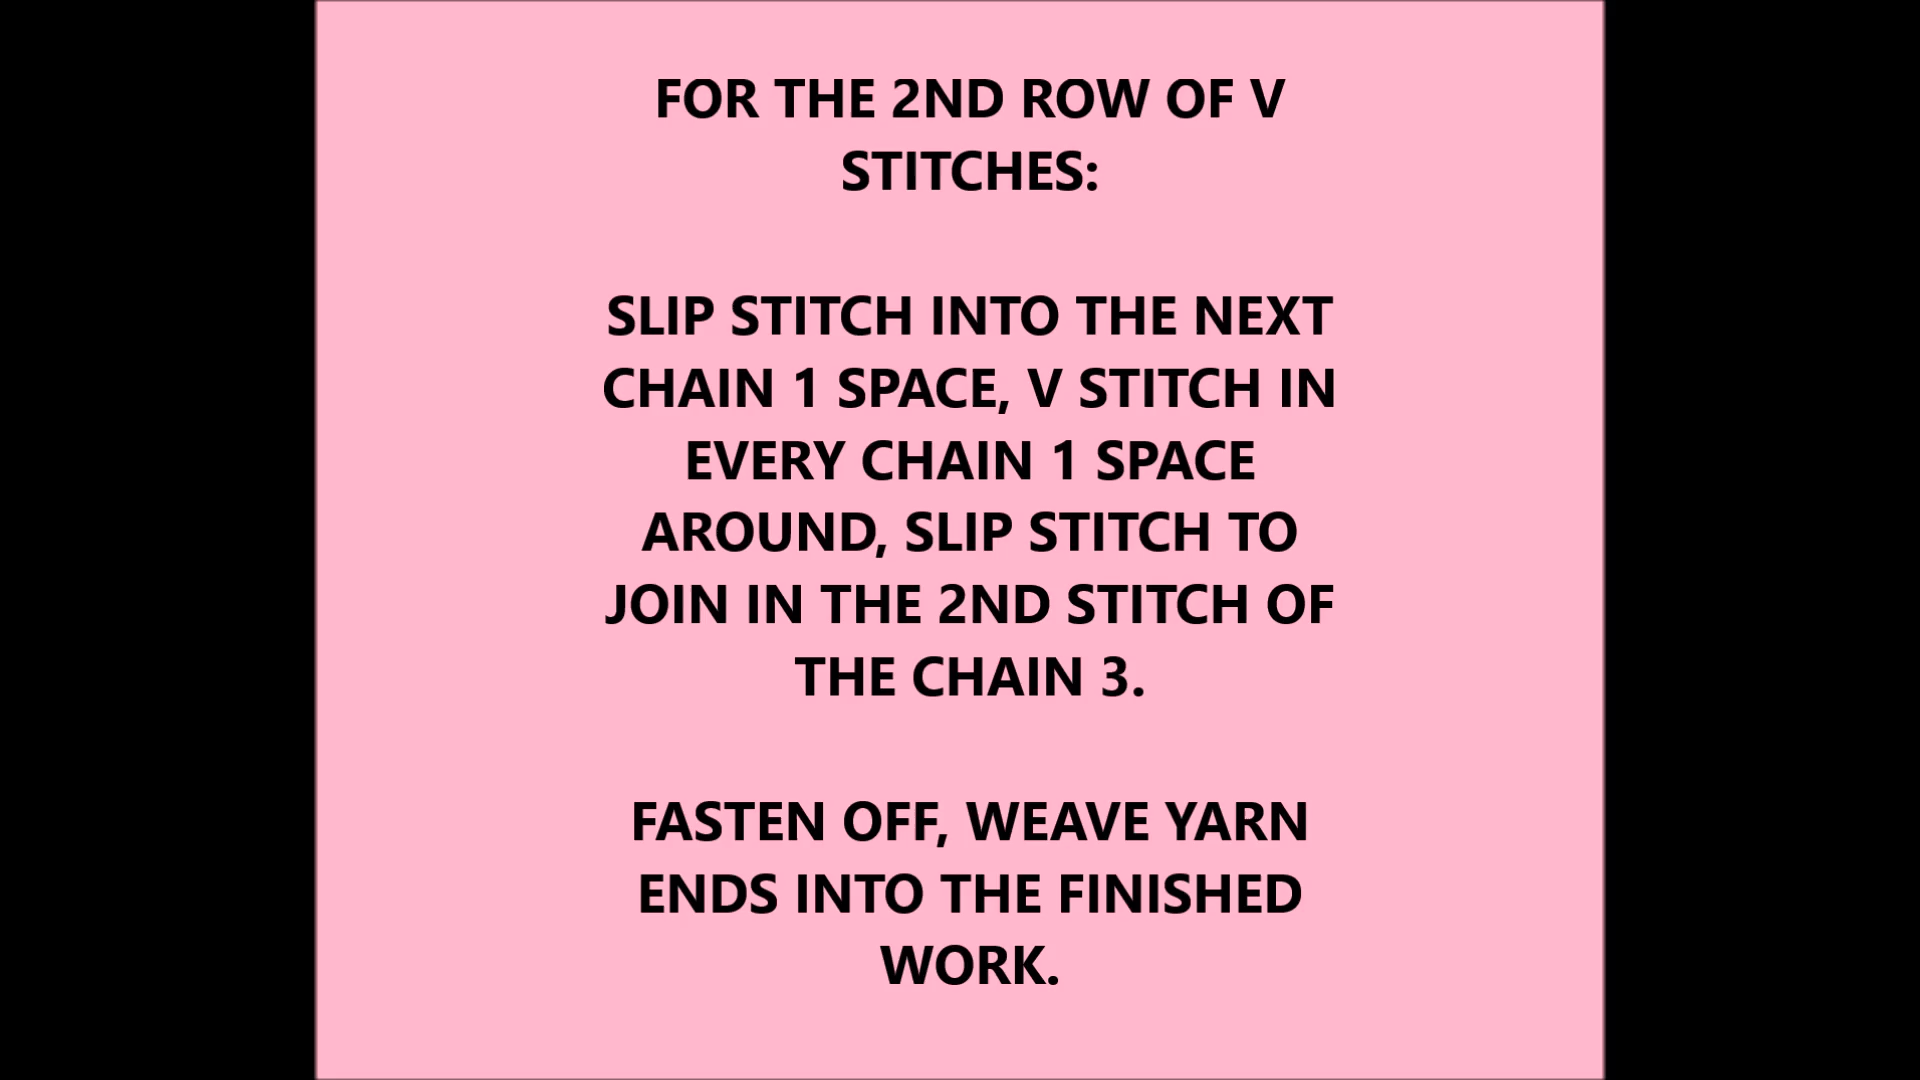 FOR THE 2ND ROW OF V
STITCHES:
SLIP STITCH INTO THE NEXT
CHAIN 1 SPACE, V STITCH IN
EVERY CHAIN 1 SPACE
AROUND, SLIP STITCH TO
JOIN IN THE 2ND STITCH OF
THE CHAIN 3.
FASTEN OFF, WEAVE YARN
ENDS INTO THE FINISHED
WORK.